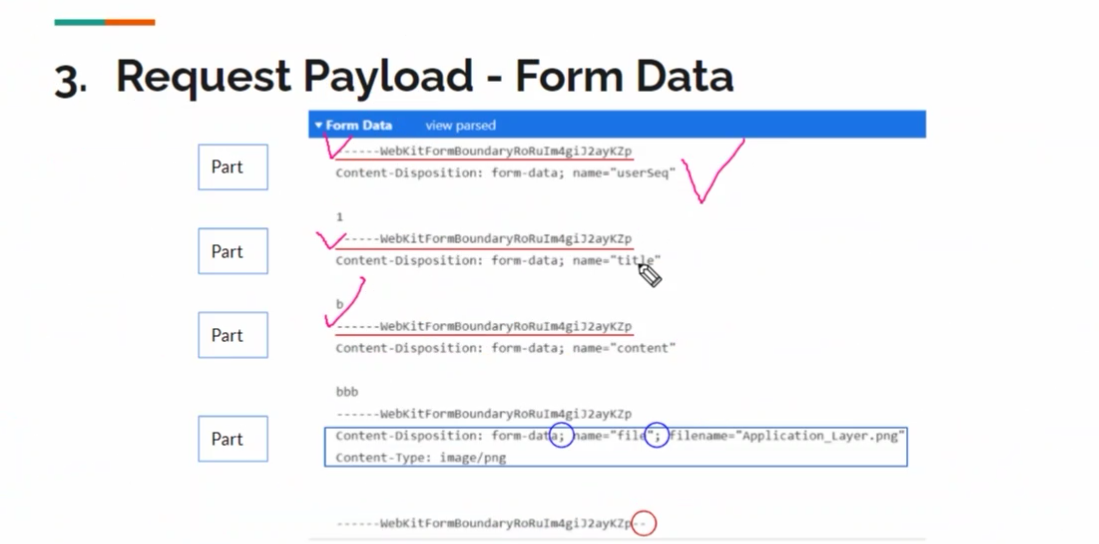 3. Request Payload - Form Data
▼Form Data view parsed
Part
------WebKitFormBoundaryRoRuIm4giJ2ayKZp
Content-Disposition: form-data; name="userSeq"
1
Part
------WebKitFormBoundaryRoRuIm4giJ2ayKZp
Content-Disposition: form-data; name="title"
b
Part
------WebKitFormBoundaryRoRuIm4giJ2ayKZp
Content-Disposition: form-data; name="content"
bbb
------WebKitFormBoundaryRoRuIm4giJ2ayKZp
Part
Content-Disposition: form-data; name="file"; filename="Application_Layer.png"
Content-Type: image/png
------WebKitFormBoundaryRoRuIm4giJ2ayKZp--